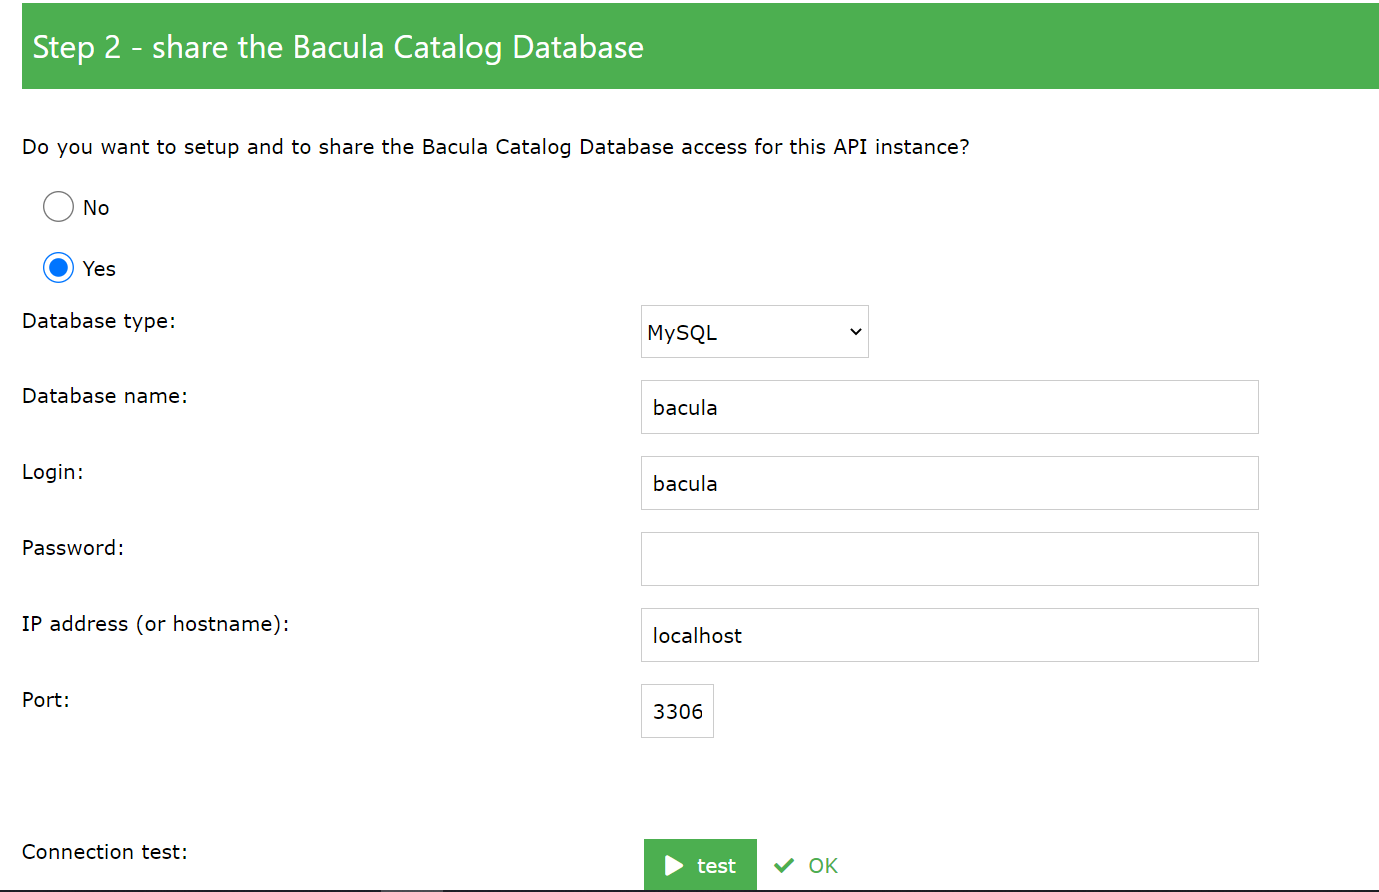 Step 2 - share the Bacula Catalog Database
Do you want to setup and to share the Bacula Catalog Database access for this API instance?
No
Yes
Database type:
MySQL
Database name:
bacula
Login:
bacula
Password:
IP address (or hostname):
localhost
Port:
3306
Connection test:
test
OK